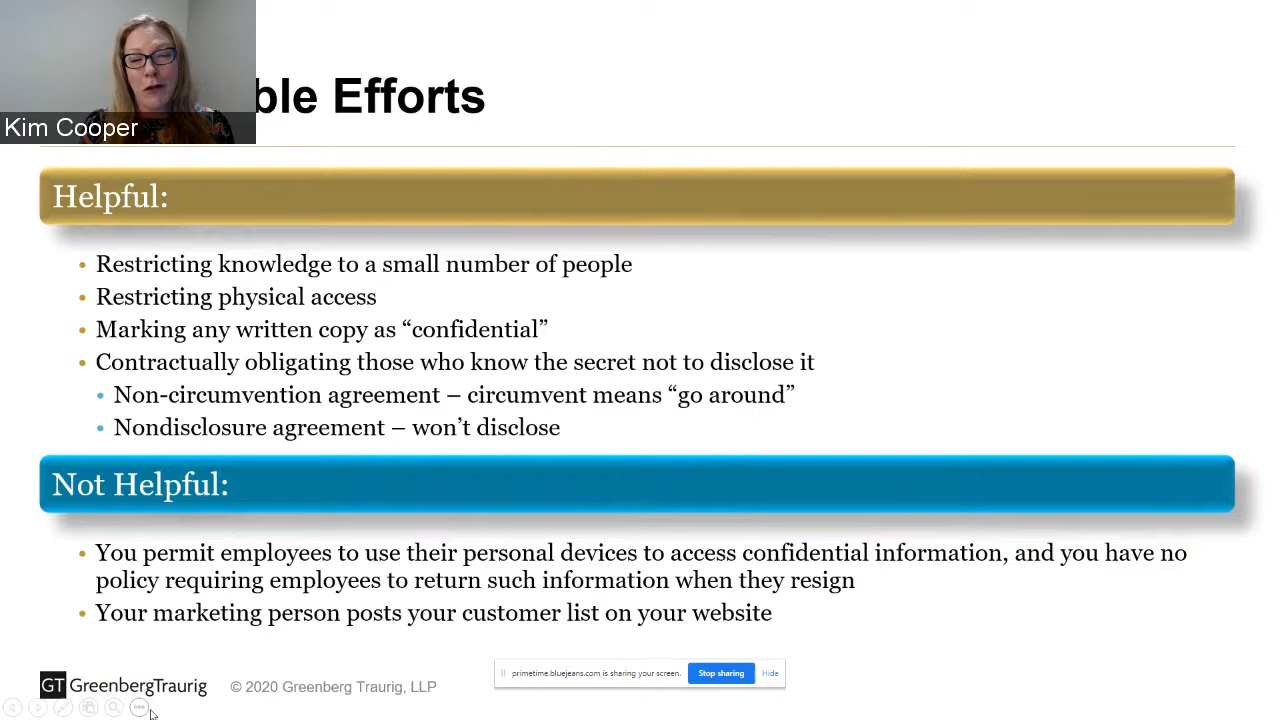 ble Efforts
Kim Cooper
Helpful:
• Restricting knowledge to a small number of people
• Restricting physical access
• Marking any written copy as “confidential”
• Contractually obligating those who know the secret not to disclose it
• Non-circumvention agreement – circumvent means “go around”
• Nondisclosure agreement – won’t disclose
Not Helpful:
• You permit employees to use their personal devices to access confidential information, and you have no
policy requiring employees to return such information when they resign
• Your marketing person posts your customer list on your website
primetime.bluejeans.com is sharing your screen. Stop sharing Hide
GT GreenbergTraurig © 2020 Greenberg Traurig, LLP